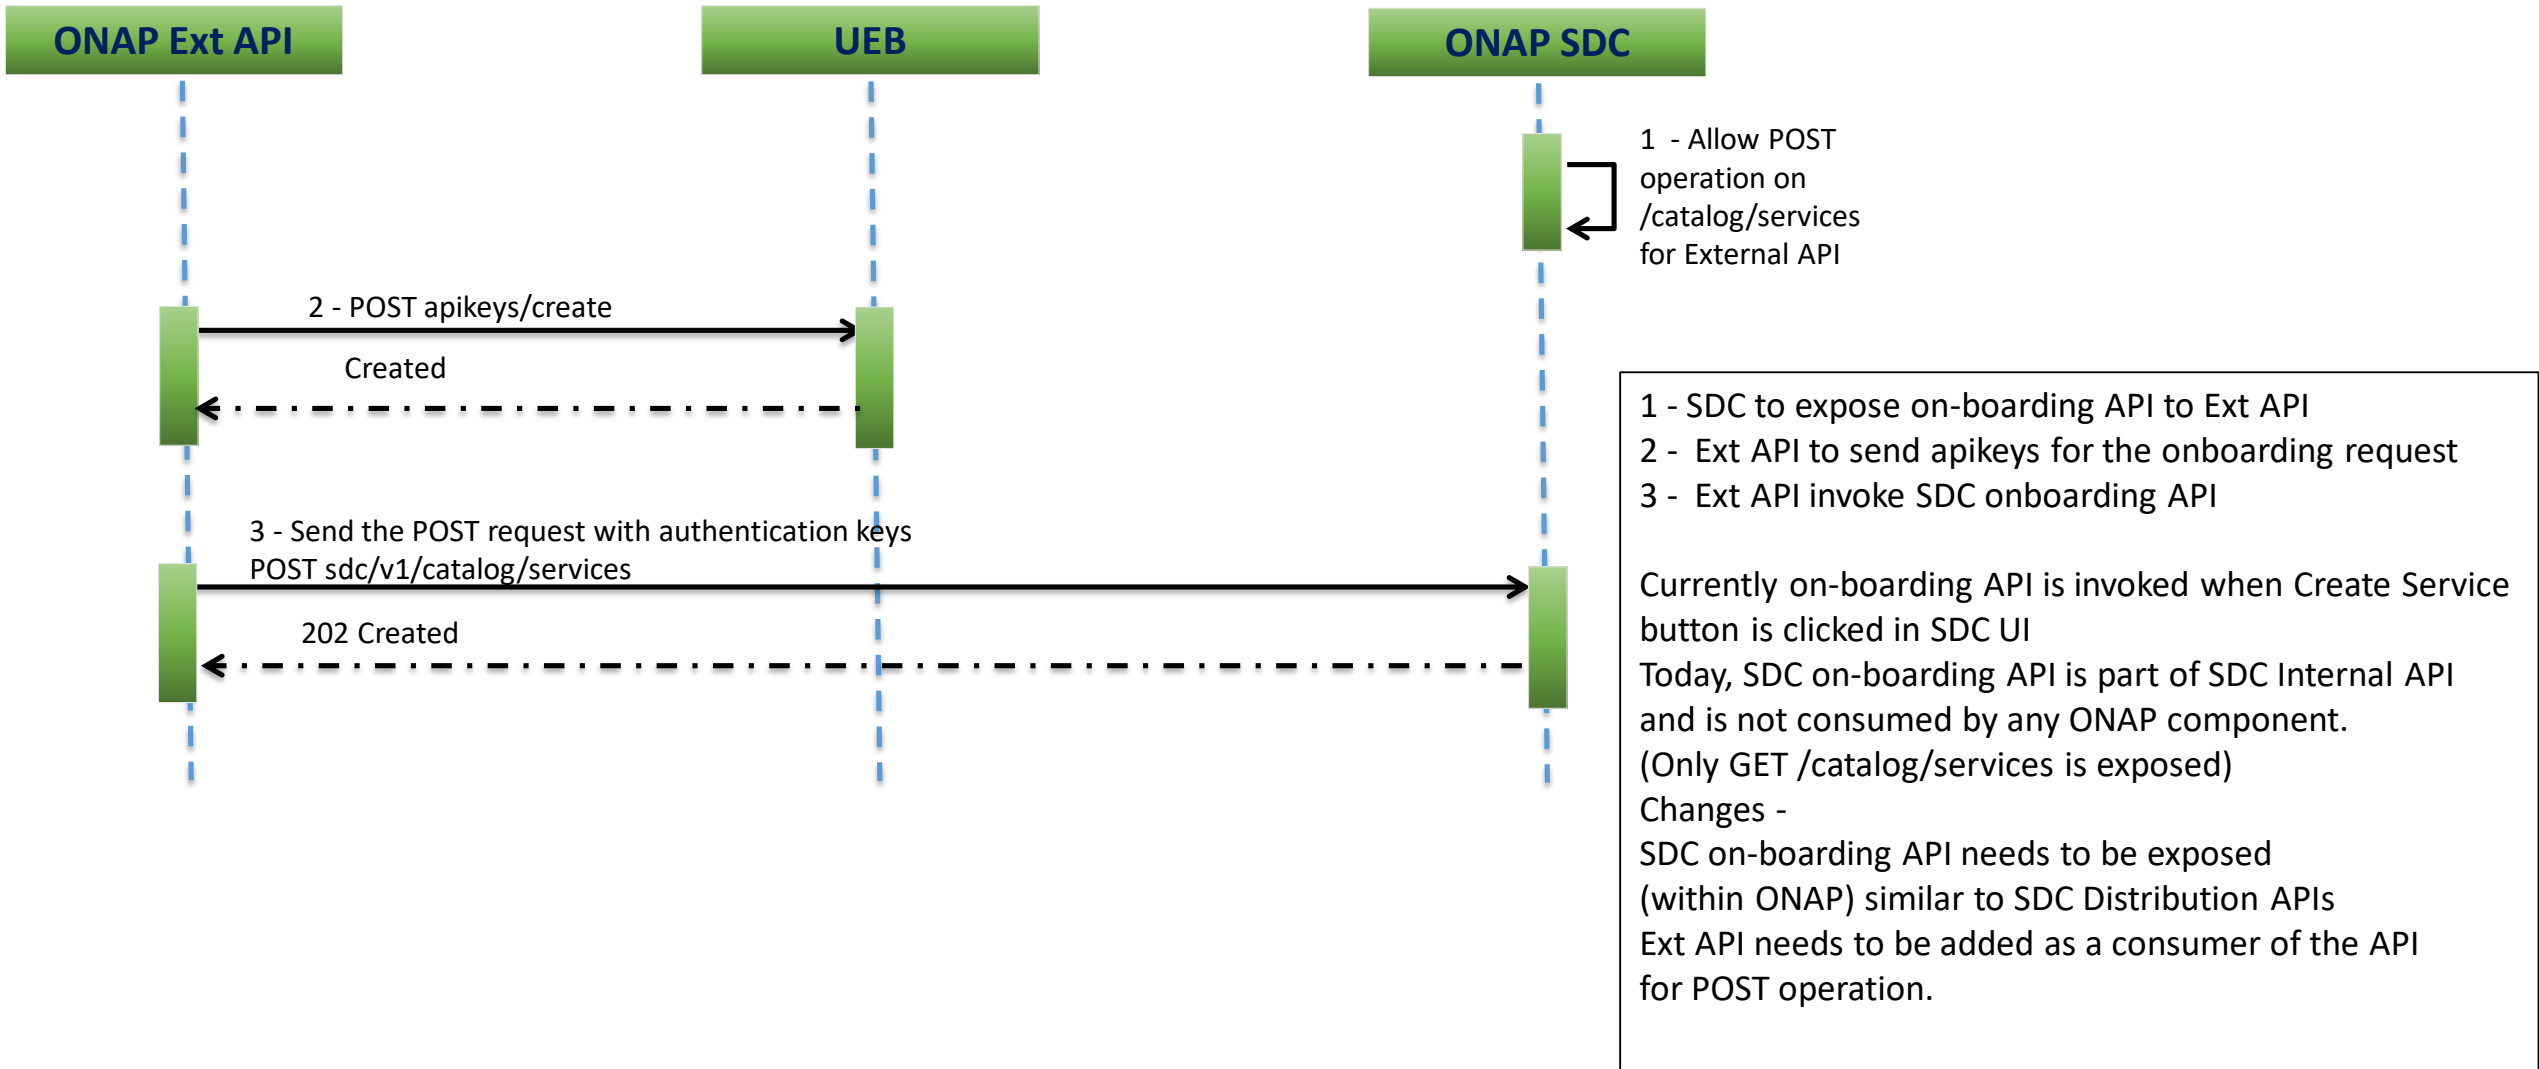 ONAP Ext API
UEB
ONAP SDC
1 - Allow POST
operation on
/catalog/services
for External API
2 - POST apikeys/create
Created
3 - Send the POST request with authentication keys
POST sdc/v1/catalog/services
202 Created
1 - SDC to expose on-boarding API to Ext API
2 - Ext API to send apikeys for the onboarding request
3 - Ext API invoke SDC onboarding API
Currently on-boarding API is invoked when Create Service
button is clicked in SDC UI
Today, SDC on-boarding API is part of SDC Internal API
and is not consumed by any ONAP component.
(Only GET /catalog/services is exposed)
Changes -
SDC on-boarding API needs to be exposed
(within ONAP) similar to SDC Distribution APIs
Ext API needs to be added as a consumer of the API
for POST operation.